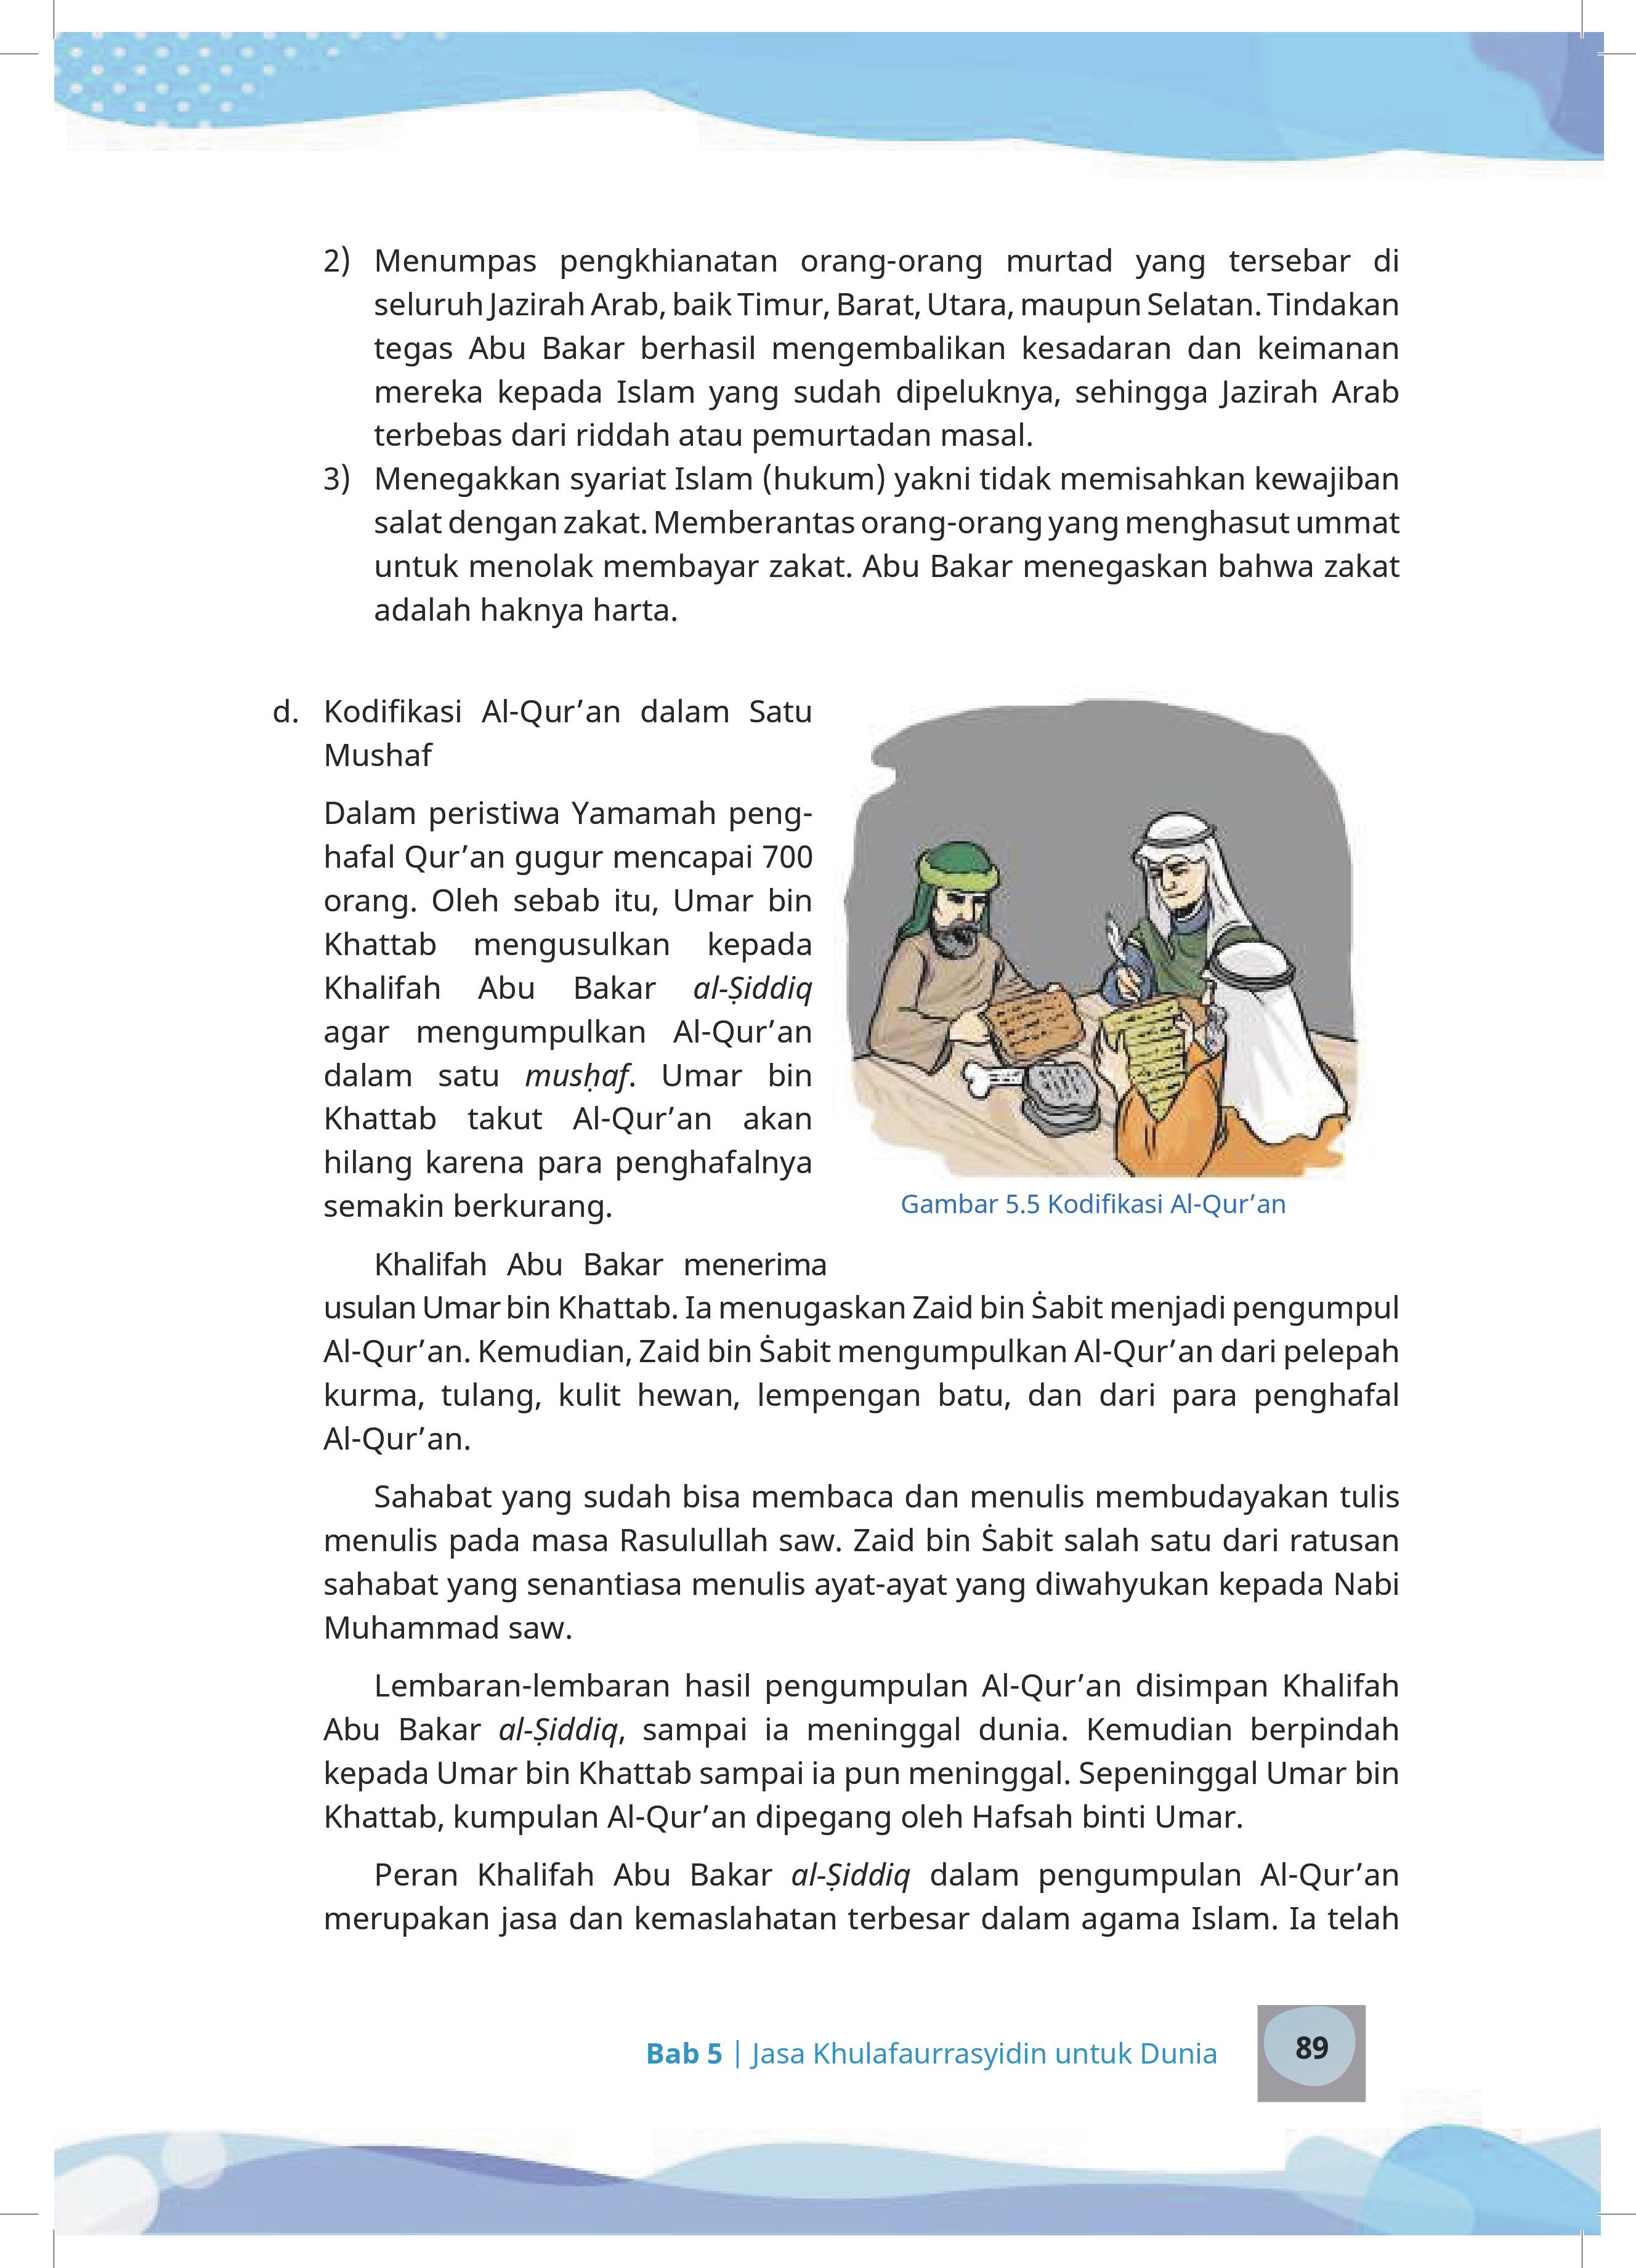 2) Menumpas pengkhianatan orang-orang murtad yang tersebar di
seluruh Jazirah Arab, baik Timur, Barat, Utara, maupun Selatan. Tindakan
tegas Abu Bakar berhasil mengembalikan kesadaran dan keimanan
mereka kepada Islam yang sudah dipeluknya, sehingga Jazirah Arab
terbebas dari riddah atau pemurtadan masal.
3) Menegakkan syariat Islam (hukum) yakni tidak memisahkan kewajiban
salat dengan zakat. Memberantas orang-orang yang menghasut ummat
untuk menolak membayar zakat. Abu Bakar menegaskan bahwa zakat
adalah haknya harta.
d. Kodifikasi Al-Qur’an dalam Satu
Mushaf
Dalam peristiwa Yamamah peng-
hafal Qur’an gugur mencapai 700
orang. Oleh sebab itu, Umar bin
Khattab mengusulkan kepada
Khalifah Abu Bakar al-Ṣiddiq
agar mengumpulkan Al-Qur’an
dalam satu musḥaf. Umar bin
Khattab takut Al-Qur’an akan
hilang karena para penghafalnya
semakin berkurang.
Gambar 5.5 Kodifikasi Al-Qur’an
Khalifah Abu Bakar menerima
usulan Umar bin Khattab. Ia menugaskan Zaid bin Ṡabit menjadi pengumpul
Al-Qur’an. Kemudian, Zaid bin Ṡabit mengumpulkan Al-Qur’an dari pelepah
kurma, tulang, kulit hewan, lempengan batu, dan dari para penghafal
Al-Qur’an.
Sahabat yang sudah bisa membaca dan menulis membudayakan tulis
menulis pada masa Rasulullah saw. Zaid bin Ṡabit salah satu dari ratusan
sahabat yang senantiasa menulis ayat-ayat yang diwahyukan kepada Nabi
Muhammad saw.
Lembaran-lembaran hasil pengumpulan Al-Qur’an disimpan Khalifah
Abu Bakar al-Ṣiddiq, sampai ia meninggal dunia. Kemudian berpindah
kepada Umar bin Khattab sampai ia pun meninggal. Sepeninggal Umar bin
Khattab, kumpulan Al-Qur’an dipegang oleh Hafsah binti Umar.
Peran Khalifah Abu Bakar al-Ṣiddiq dalam pengumpulan Al-Qur’an
merupakan jasa dan kemaslahatan terbesar dalam agama Islam. Ia telah
Bab 5 | Jasa Khulafaurrasyidin untuk Dunia
89